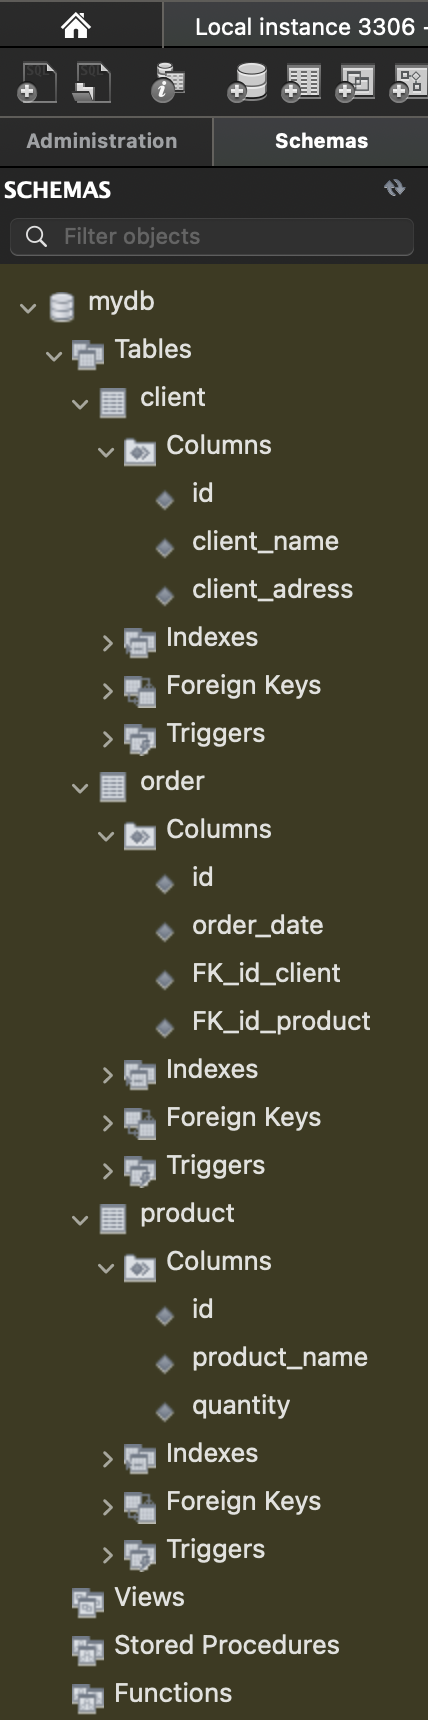 Local instance 3306 -
SQL SQL
Administration Schemas
SCHEMAS
Filter objects
mydb
Tables
client
Columns
id
client_name
client_adress
Indexes
Foreign Keys
Triggers
order
Columns
id
order_date
FK_id_client
FK_id_product
Indexes
Foreign Keys
Triggers
product
Columns
id
product_name
quantity
Indexes
Foreign Keys
Triggers
Views
Stored Procedures
Functions